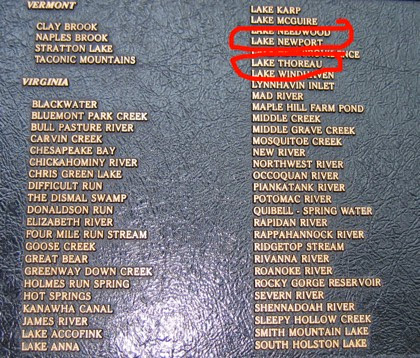 VERMONT
CLAY BROOK
NAPLES BROOK
STRATTON LAKE
TACONIC MOUNTAINS
VIRGINIA
BLACKWATER
BLUEMONT PARK CREEK
BULL PASTURE RIVER
CARVIN CREEK
CHESAPEAKE BAY
CHICKAHOMINY RIVER
CHRIS GREEN LAKE
DIFFICULT RUN
THE DISMAL SWAMP
DONALDSON RUN
ELIZABETH RIVER
FOUR MILE RUN STREAM
GOOSE CREEK
GREAT BEAR
GREENWAY DOWN CREEK
HOLMES RUN SPRING
HOT SPRINGS
KANAWHA CANAL
JAMES RIVER
LAKE ACCOFINK
LAKE ANNA
LAKE KARP
LAKE MCGUIRE
LAKE NEEDWOOD
LAKE NEWPORT
LAKE THOREAU
LAKE WINDHAVEN
LYNNHAVIN INLET
MAD RIVER
MAPLE HILL FARM POND
MIDDLE CREEK
MIDDLE GRAVE CREEK
MOSQUITOE CREEK
NEW RIVER
NORTHWEST RIVER
OCCOQUAN RIVER
PIANKATANK RIVER
POTOMAC RIVER
QUIBELL - SPRING WATER
RAPIDAN RIVER
RAPPAHANNOCK RIVER
RIDGETOP STREAM
RIVANNA RIVER
ROANOKE RIVER
ROCKY GORGE RESERVOIR
SEVERN RIVER
SHENNADOAH RIVER
SLEEPY HOLLOW CREEK
SMITH MOUNTAIN LAKE
SOUTH HOLSTON LAKE